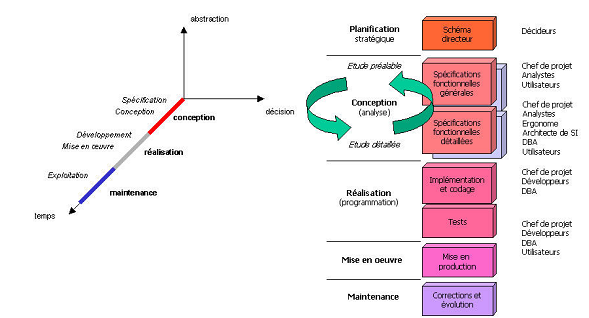 abstraction
décision
temps
Spécification
Conception
conception
Développement
Mise en œuvre
réalisation
Exploitation
maintenance
Planification
stratégique
Schéma
directeur
Décideurs
Etude préalable
Conception
(analyse)
Etude détaillée
Spécifications
fonctionnelles
générales
Chef de projet
Analystes
Utilisateurs
Spécifications
fonctionnelles
détaillées
Chef de projet
Analystes
Ergonome
Architecte de SI
DBA
Utilisateurs
Réalisation
(programmation)
Implémentation
et codage
Chef de projet
Développeurs
DBA
Tests
Chef de projet
Développeurs
DBA
Utilisateurs
Mise en oeuvre
Mise en
production
Maintenance
Corrections et
évolution